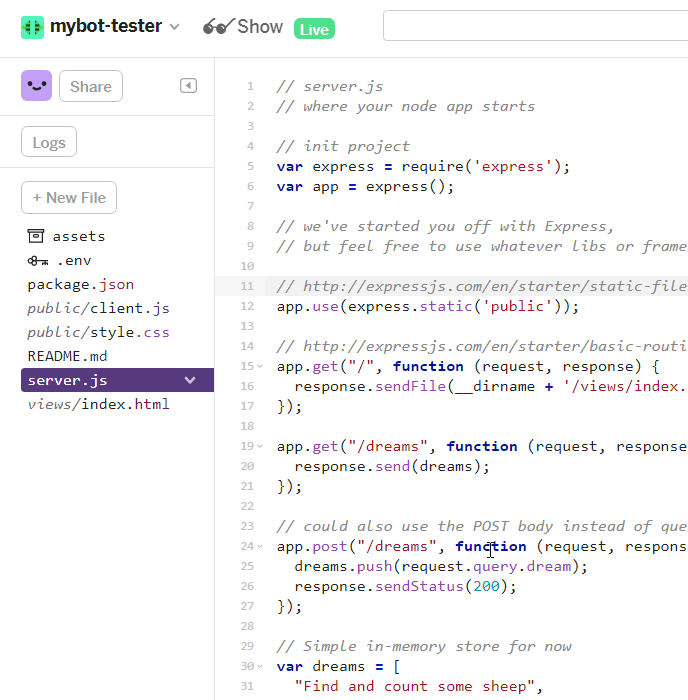 mybot-tester Show Live
Share
Logs
+ New File
assets
.env
package.json
public/client.js
public/style.css
README.md
server.js
views/index.html
1 // server.js
2 // where your node app starts
3
4 // init project
5 var express = require('express');
6 var app = express();
7
8 // we've started you off with Express,
9 // but feel free to use whatever libs or frame
10
11 // http://expressjs.com/en/starter/static-file
12 app.use(express.static('public'));
13
14 // http://expressjs.com/en/starter/basic-routi
15 app.get("/", function (request, response) {
16 response.sendFile(__dirname + '/views/index.
17 });
18
19 app.get("/dreams", function (request, response
20 response.send(dreams);
21 });
22
23 // could also use the POST body instead of que
24 app.post("/dreams", function (request, respons
25 dreams.push(request.query.dream);
26 response.sendStatus(200);
27 });
28
29 // Simple in-memory store for now
30 var dreams = [
31 "Find and count some sheep",